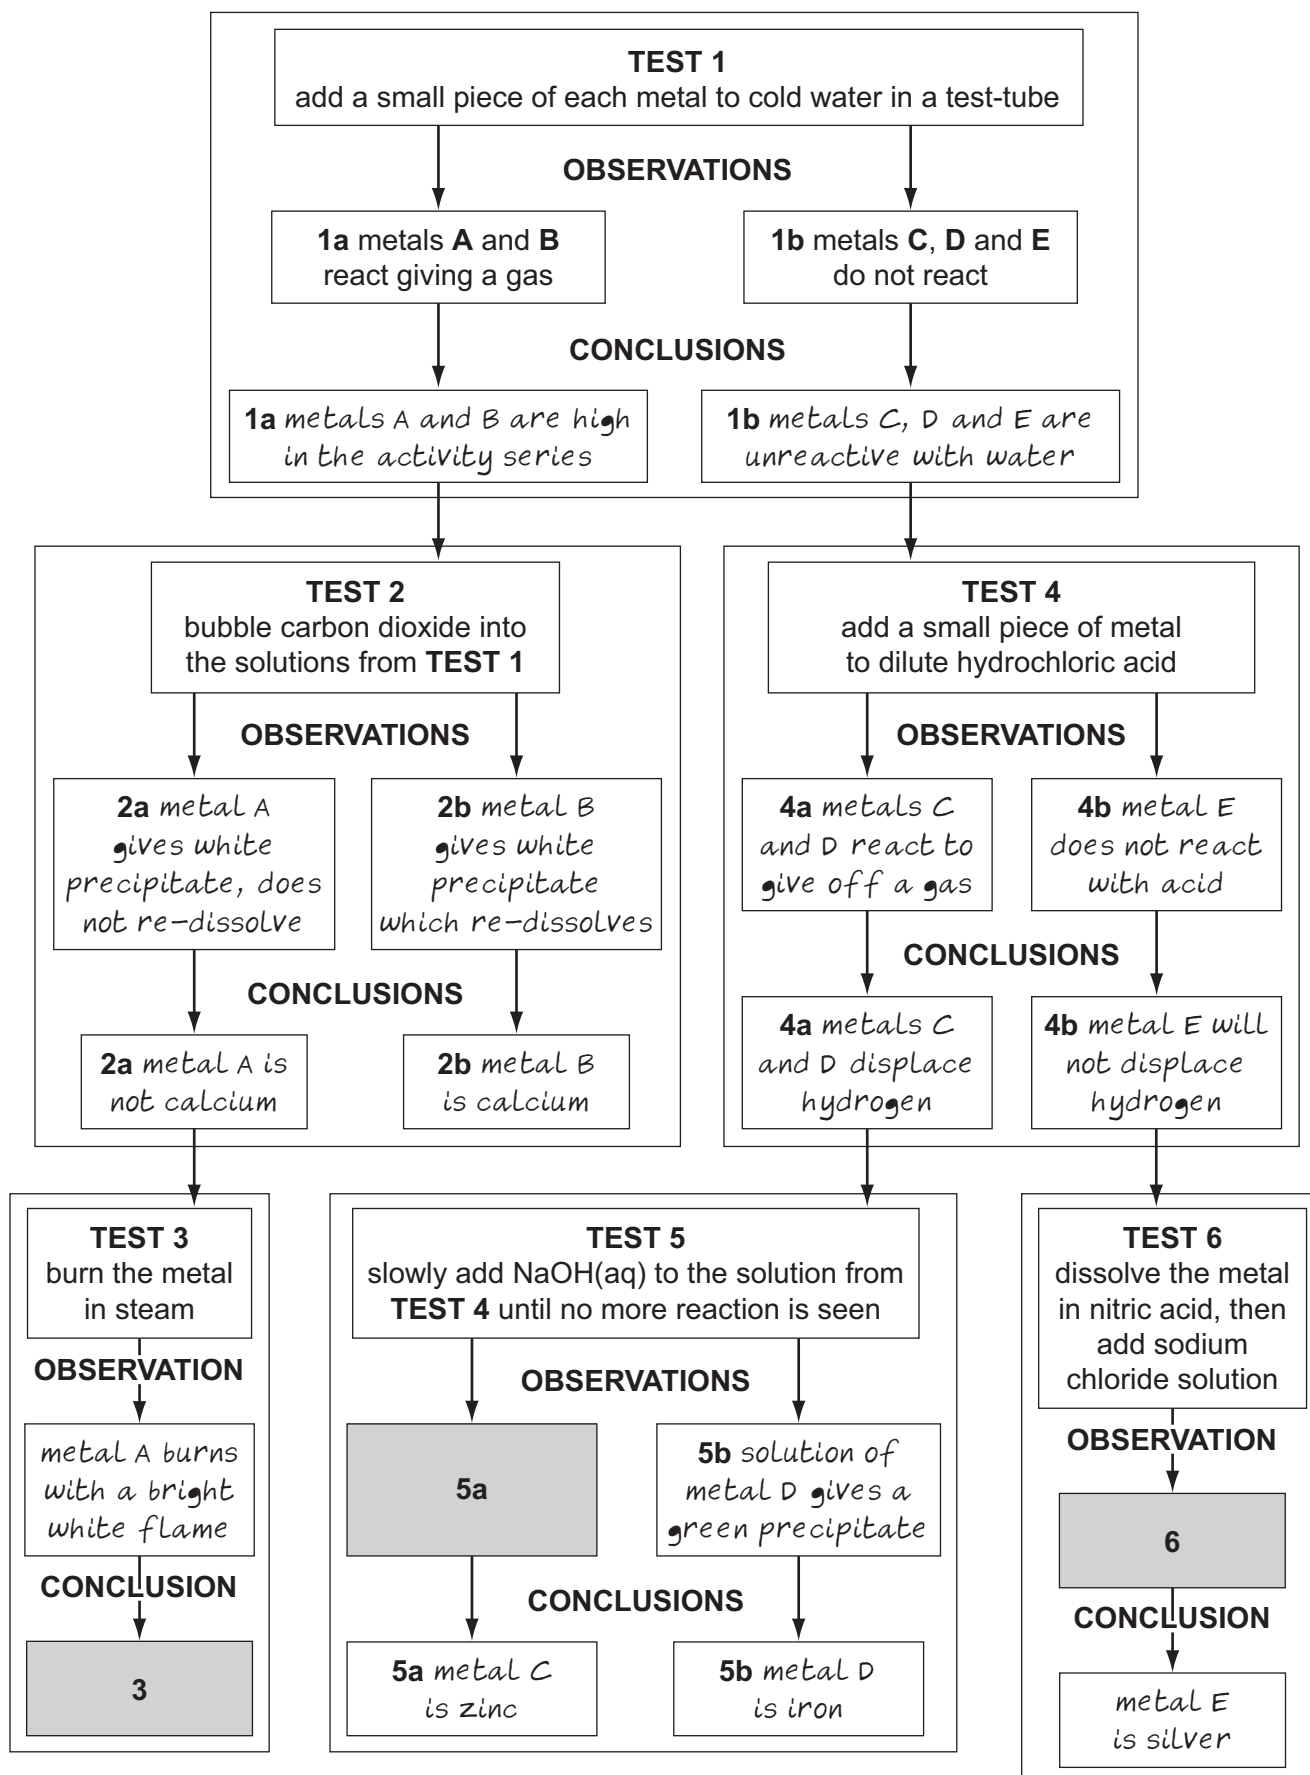 TEST 1
add a small piece of each metal to cold water in a test-tube
OBSERVATIONS
1a metals A and B
react giving a gas
1b metals C, D and E
do not react
CONCLUSIONS
1a metals A and B are high
in the activity series
1b metals C, D and E are
unreactive with water
TEST 2
bubble carbon dioxide into
the solutions from TEST 1
OBSERVATIONS
2a metal A
gives white
precipitate, does
not re-dissolve
2b metal B
gives white
precipitate
which re-dissolves
CONCLUSIONS
2a metal A is
not calcium
2b metal B
is calcium
TEST 4
add a small piece of metal
to dilute hydrochloric acid
OBSERVATIONS
4a metals C
and D react to
give off a gas
4b metal E
does not react
with acid
CONCLUSIONS
4a metals C
and D displace
hydrogen
4b metal E will
not displace
hydrogen
TEST 3
burn the metal
in steam
OBSERVATION
metal A burns
with a bright
white flame
CONCLUSION
3
TEST 5
slowly add NaOH(aq) to the solution from
TEST 4 until no more reaction is seen
OBSERVATIONS
5a
5b solution of
metal D gives a
green precipitate
CONCLUSIONS
5a metal C
is zinc
5b metal D
is iron
TEST 6
dissolve the metal
in nitric acid, then
add sodium
chloride solution
OBSERVATION
6
CONCLUSION
metal E
is silver